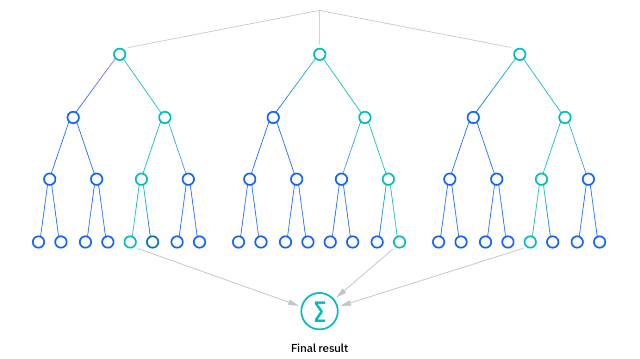 Σ
Final result